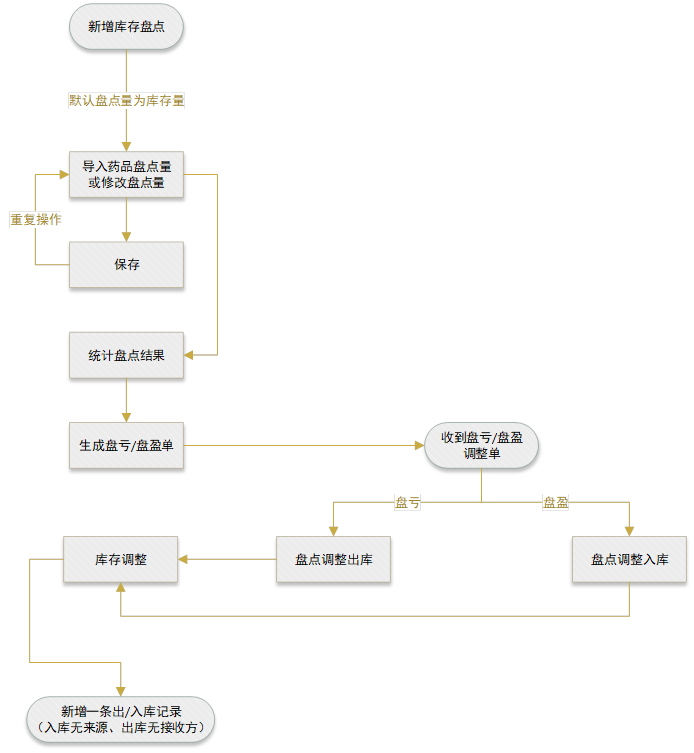 新增库存盘点
默认盘点量为库存量
导入药品盘点量
或修改盘点量
重复操作
保存
统计盘点结果
生成盘亏/盘盈单
收到盘亏/盘盈
调整单
盘亏
盘盈
库存调整
盘点调整出库
盘点调整入库
新增一条出/入库记录
（入库无来源、出库无接收方）